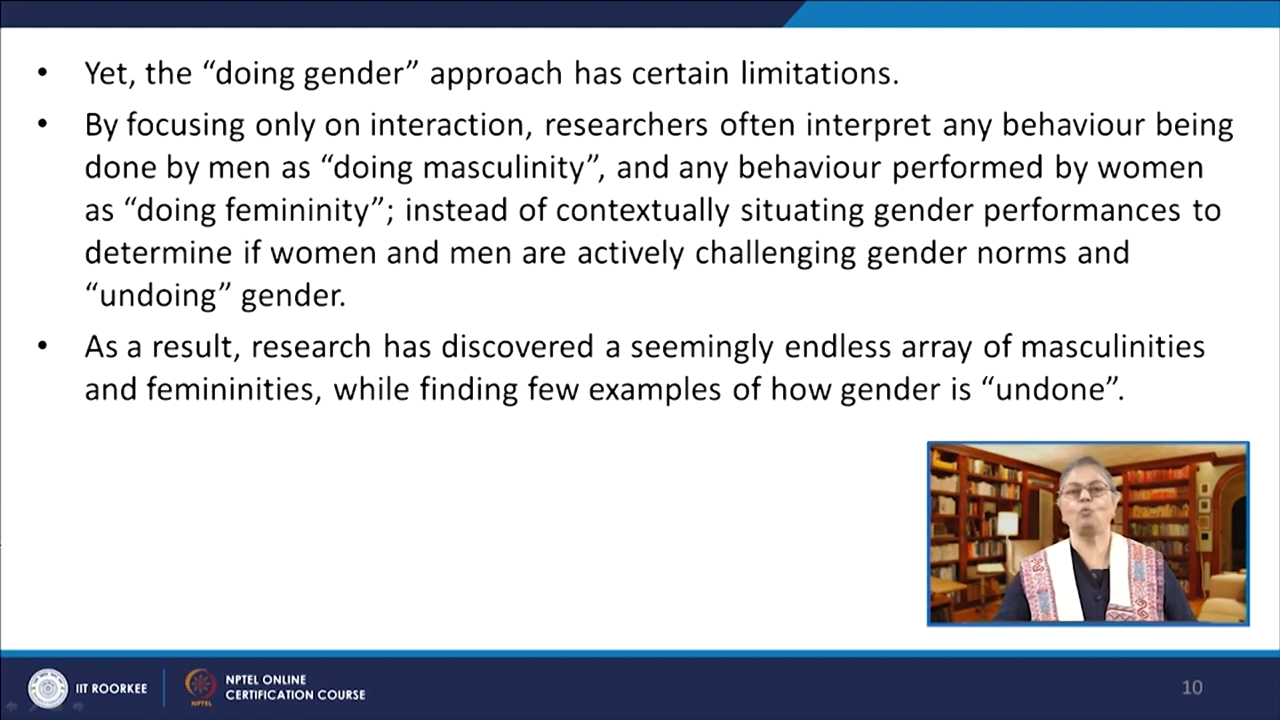 • Yet, the “doing gender” approach has certain limitations.
• By focusing only on interaction, researchers often interpret any behaviour being
done by men as “doing masculinity”, and any behaviour performed by women
as “doing femininity”; instead of contextually situating gender performances to
determine if women and men are actively challenging gender norms and
“undoing” gender.
• As a result, research has discovered a seemingly endless array of masculinities
and femininities, while finding few examples of how gender is “undone”.
IIT ROORKEE
NPTEL
NPTEL ONLINE
CERTIFICATION COURSE
10